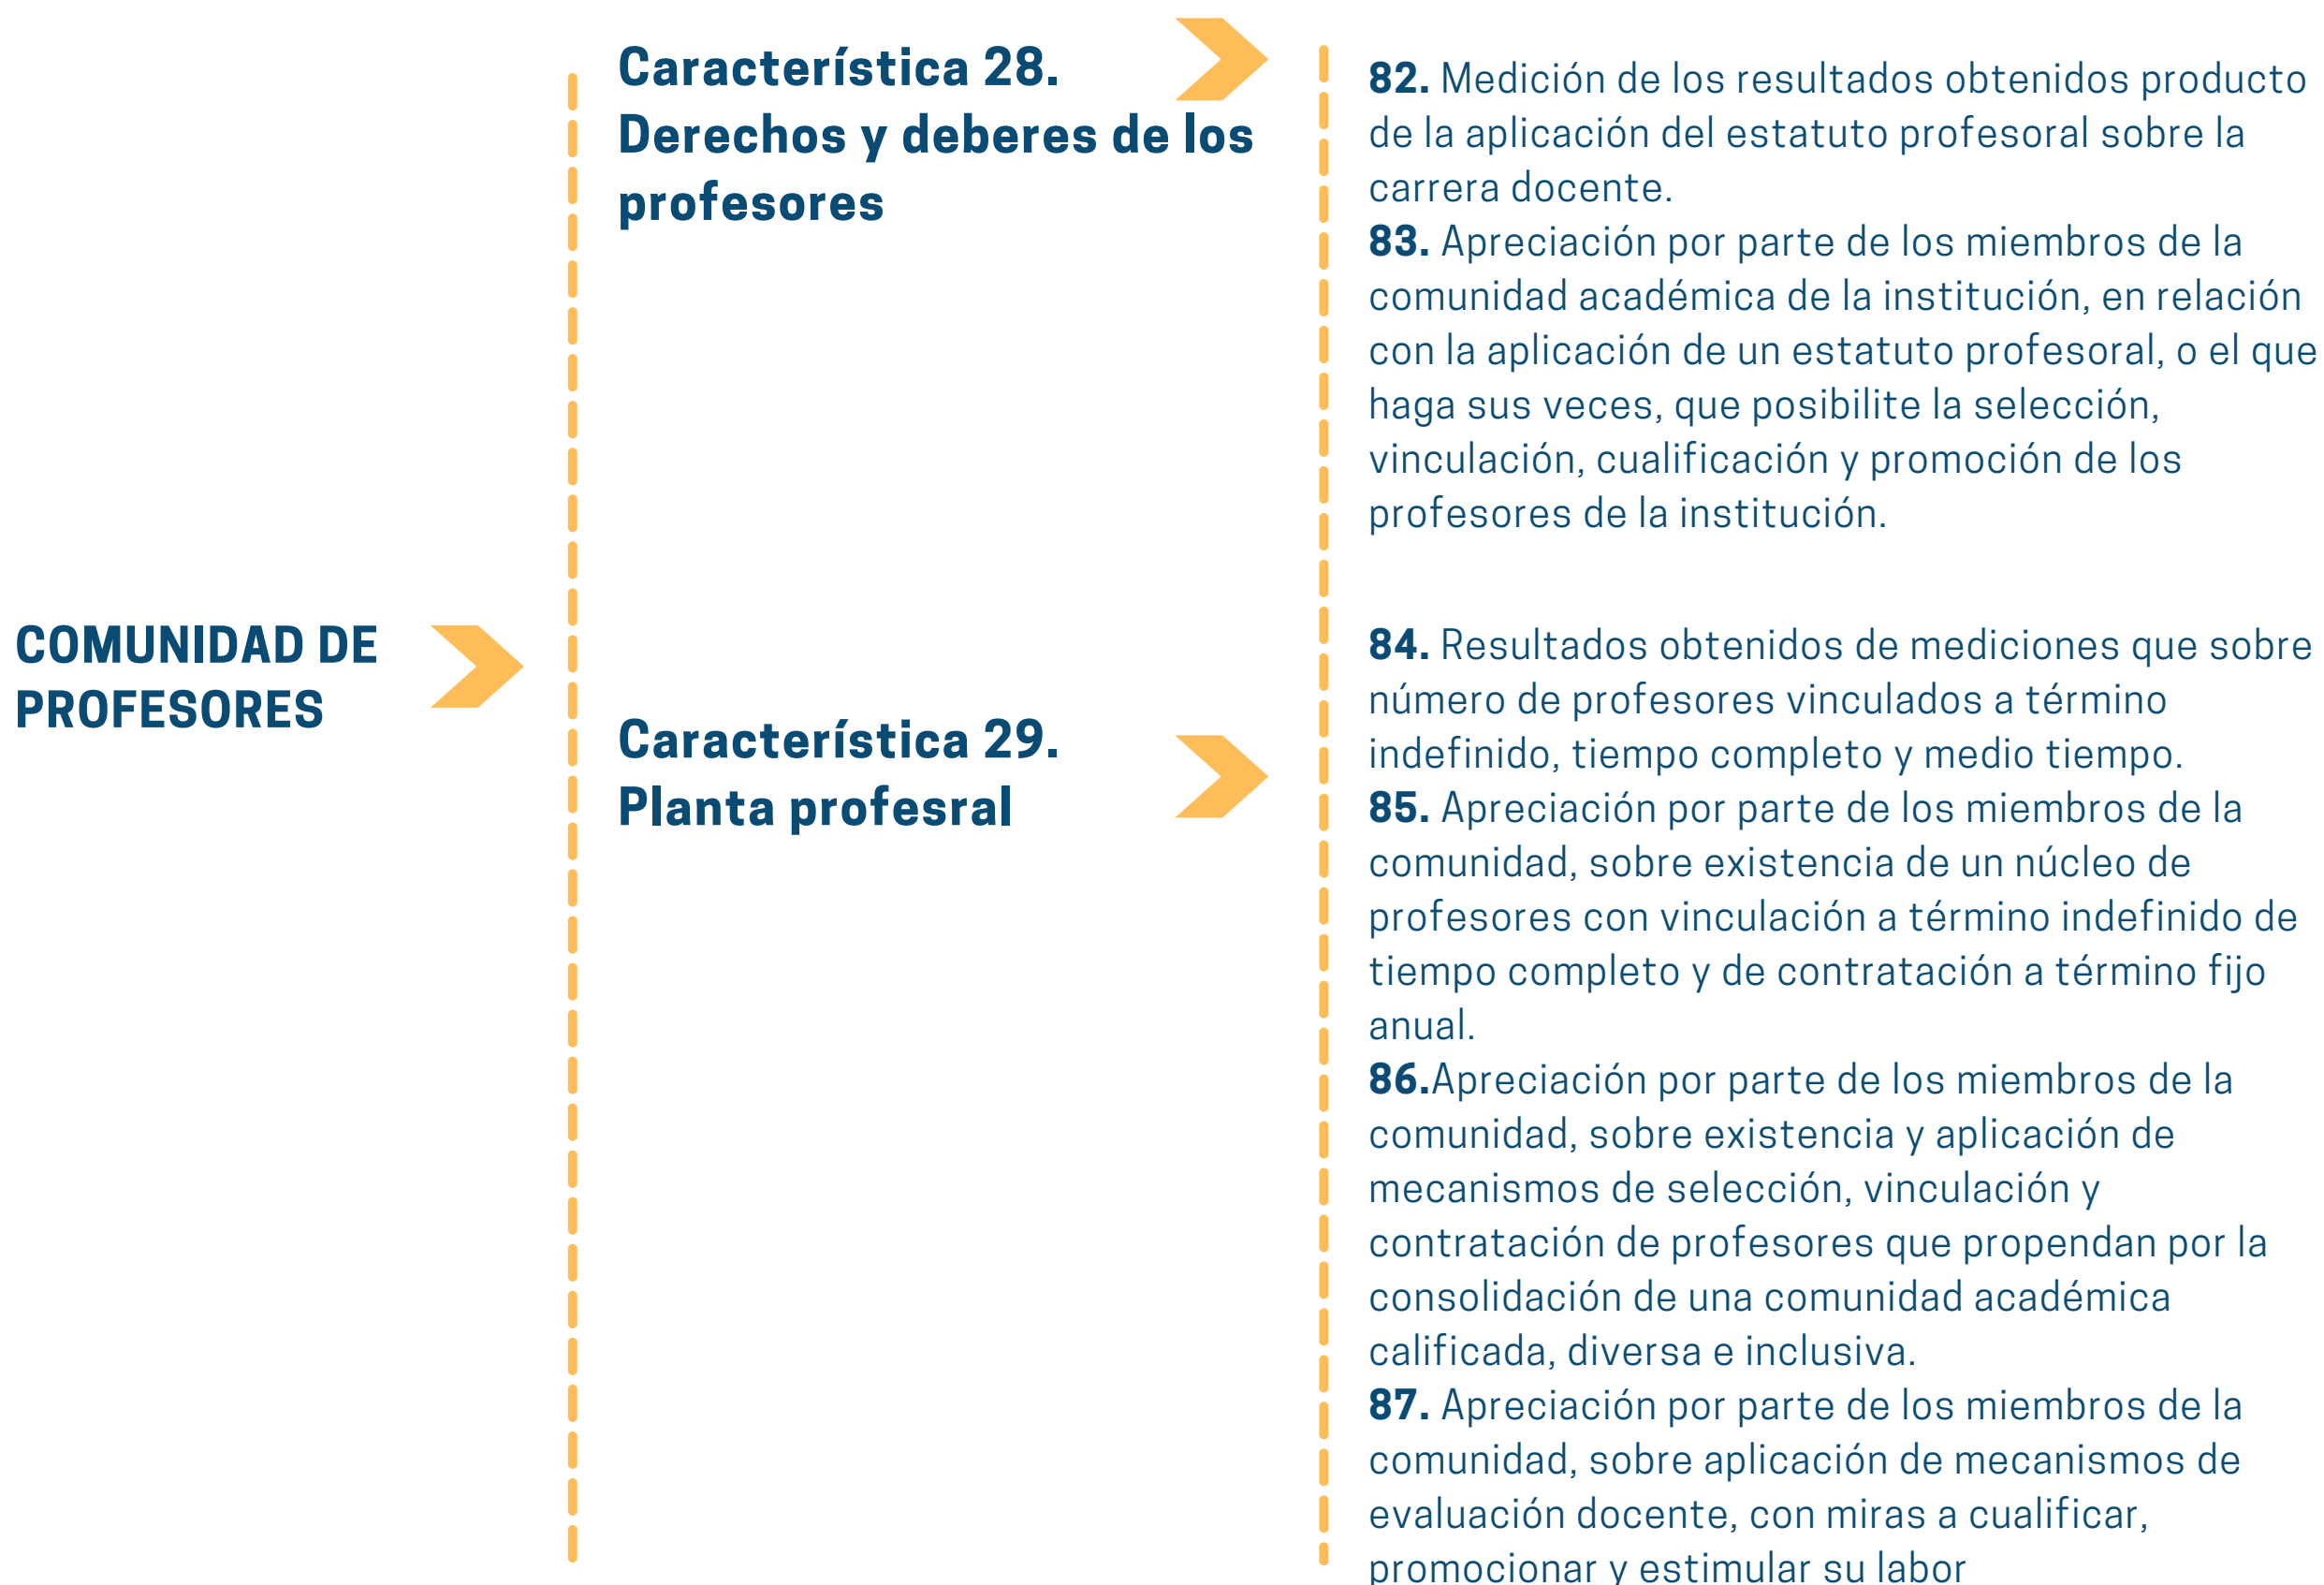 COMUNIDAD DE
PROFESORES
Característica 28.
Derechos y deberes de los
profesores
82. Medición de los resultados obtenidos producto
de la aplicación del estatuto profesoral sobre la
carrera docente.
83. Apreciación por parte de los miembros de la
comunidad académica de la institución, en relación
con la aplicación de un estatuto profesoral, o el que
haga sus veces, que posibilite la selección,
vinculación, cualificación y promoción de los
profesores de la institución.
Característica 29.
Planta profesral
84. Resultados obtenidos de mediciones que sobre
número de profesores vinculados a término
indefinido, tiempo completo y medio tiempo.
85. Apreciación por parte de los miembros de la
comunidad, sobre existencia de un núcleo de
profesores con vinculación a término indefinido de
tiempo completo y de contratación a término fijo
anual.
86.Apreciación por parte de los miembros de la
comunidad, sobre existencia y aplicación de
mecanismos de selección, vinculación y
contratación de profesores que propendan por la
consolidación de una comunidad académica
calificada, diversa e inclusiva.
87. Apreciación por parte de los miembros de la
comunidad, sobre aplicación de mecanismos de
evaluación docente, con miras a cualificar,
promocionar y estimular su labor